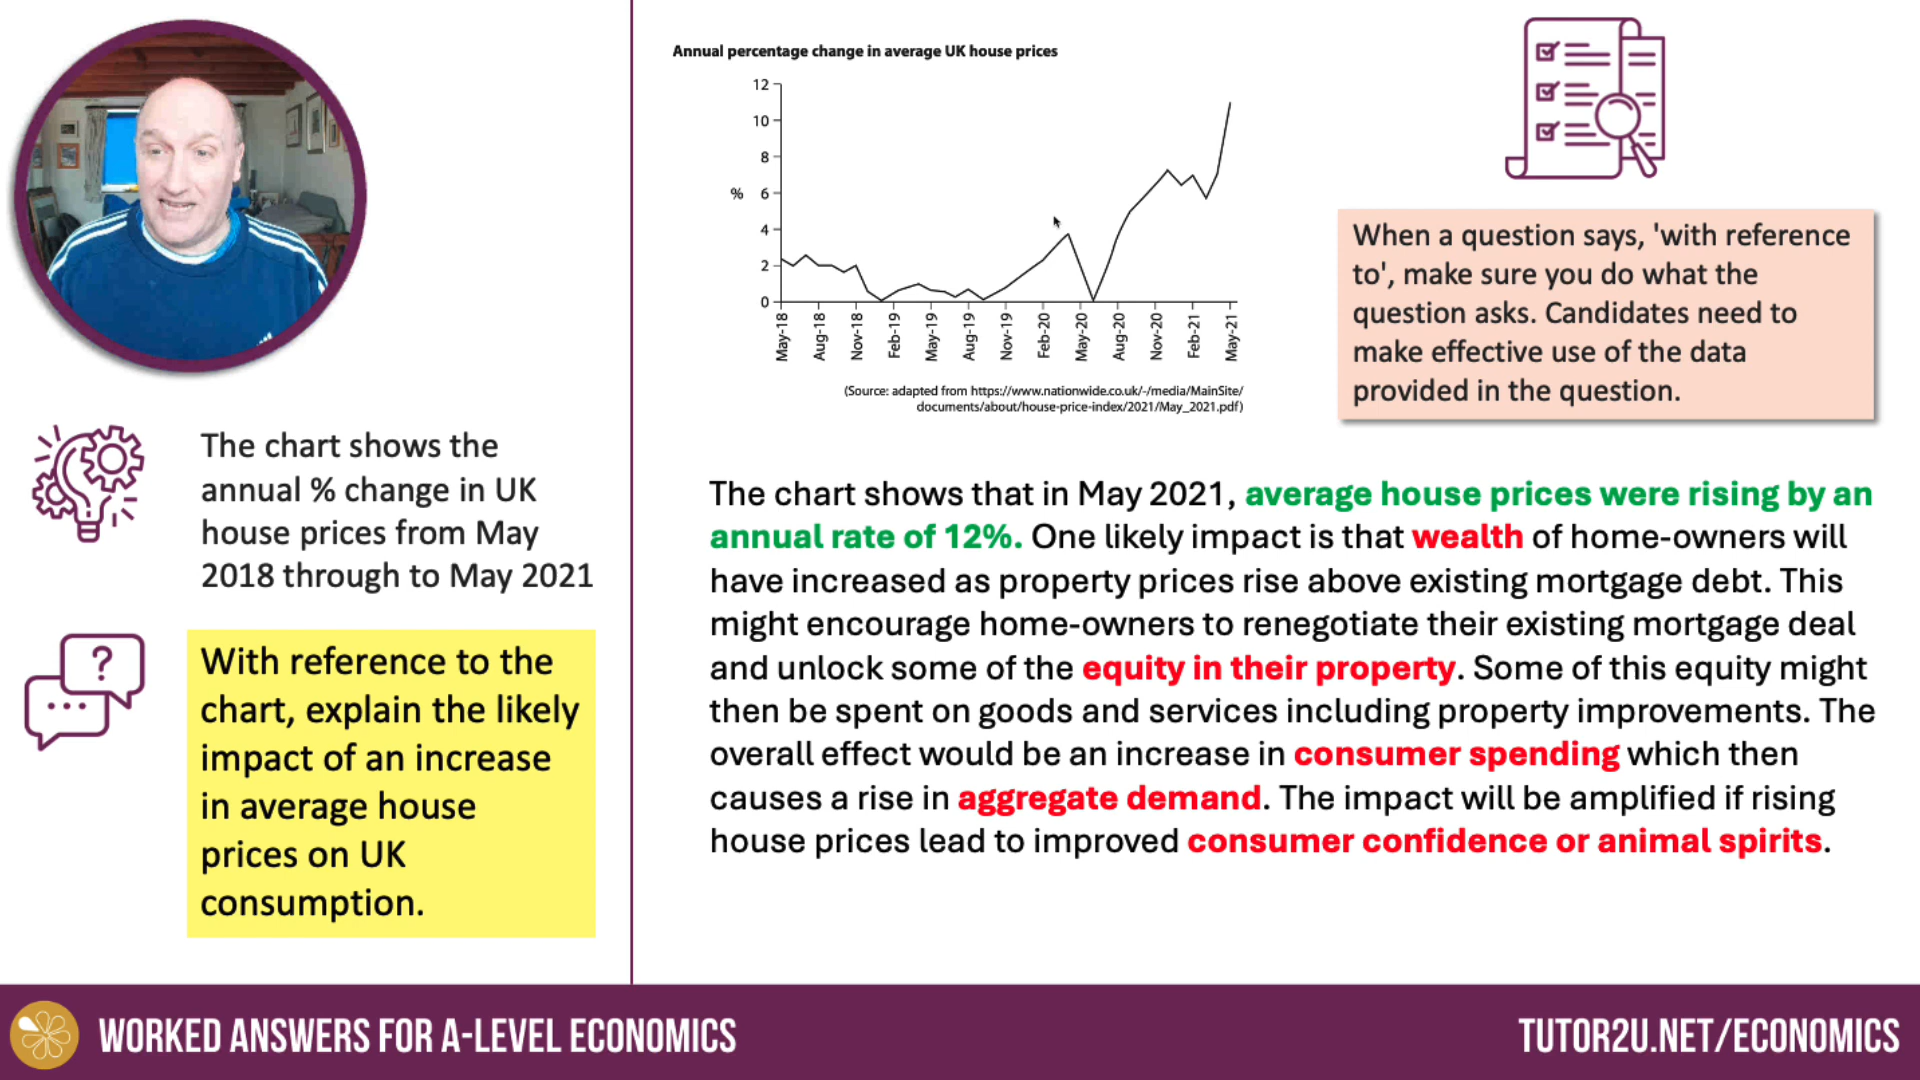 Annual percentage change in average UK house prices
12
10
8
%
6
4
2
0
May-18
Aug-18
Nov-18
Feb-19
May-19
Aug-19
Nov-19
Feb-20
May-20
Aug-20
Nov-20
Feb-21
May-21
(Source: adapted from https://www.nationwide.co.uk/-/media/MainSite/
documents/about/house-price-index/2021/May_2021.pdf)
When a question says, 'with reference
to', make sure you do what the
question asks. Candidates need to
make effective use of the data
provided in the question.
The chart shows the
annual % change in UK
house prices from May
2018 through to May 2021
?
With reference to the
chart, explain the likely
impact of an increase
in average house
prices on UK
consumption.
The chart shows that in May 2021, average house prices were rising by an
annual rate of 12%. One likely impact is that wealth of home-owners will
have increased as property prices rise above existing mortgage debt. This
might encourage home-owners to renegotiate their existing mortgage deal
and unlock some of the equity in their property. Some of this equity might
then be spent on goods and services including property improvements. The
overall effect would be an increase in consumer spending which then
causes a rise in aggregate demand. The impact will be amplified if rising
house prices lead to improved consumer confidence or animal spirits.
WORKED ANSWERS FOR A-LEVEL ECONOMICS
TUTOR2U.NET/ECONOMICS